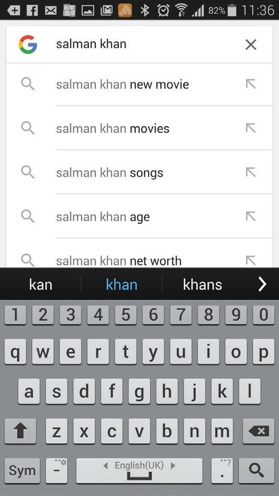 82% 11:36
salman khan
salman khan new movie
salman khan movies
salman khan songs
salman khan age
salman khan net worth
kan khan khans
1 2 3 4 5 6 7 8 9 0
q w e r t y u i o p
a s d f g h j k l
z x c v b n m
Sym - English(UK) . ?